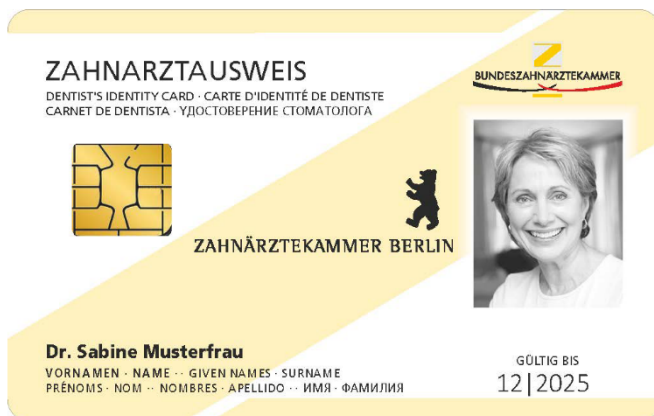 ZAHNARZTAUSWEIS
DENTIST'S IDENTITY CARD · CARTE D'IDENTITÉ DE DENTISTE
CARNET DE DENTISTA · УДОСТОВЕРЕНИЕ СТОМАТОЛОГА
BUNDESZAHNÄRZTEKAMMER
ZAHNÄRZTEKAMMER BERLIN
Dr. Sabine Musterfrau
VORNAMEN · NAME ·· GIVEN NAMES · SURNAME
PRÉNOMS · NOM ·· NOMBRES · APELLIDO ·· ИМЯ · ФАМИЛИЯ
GÜLTIG BIS
12|2025